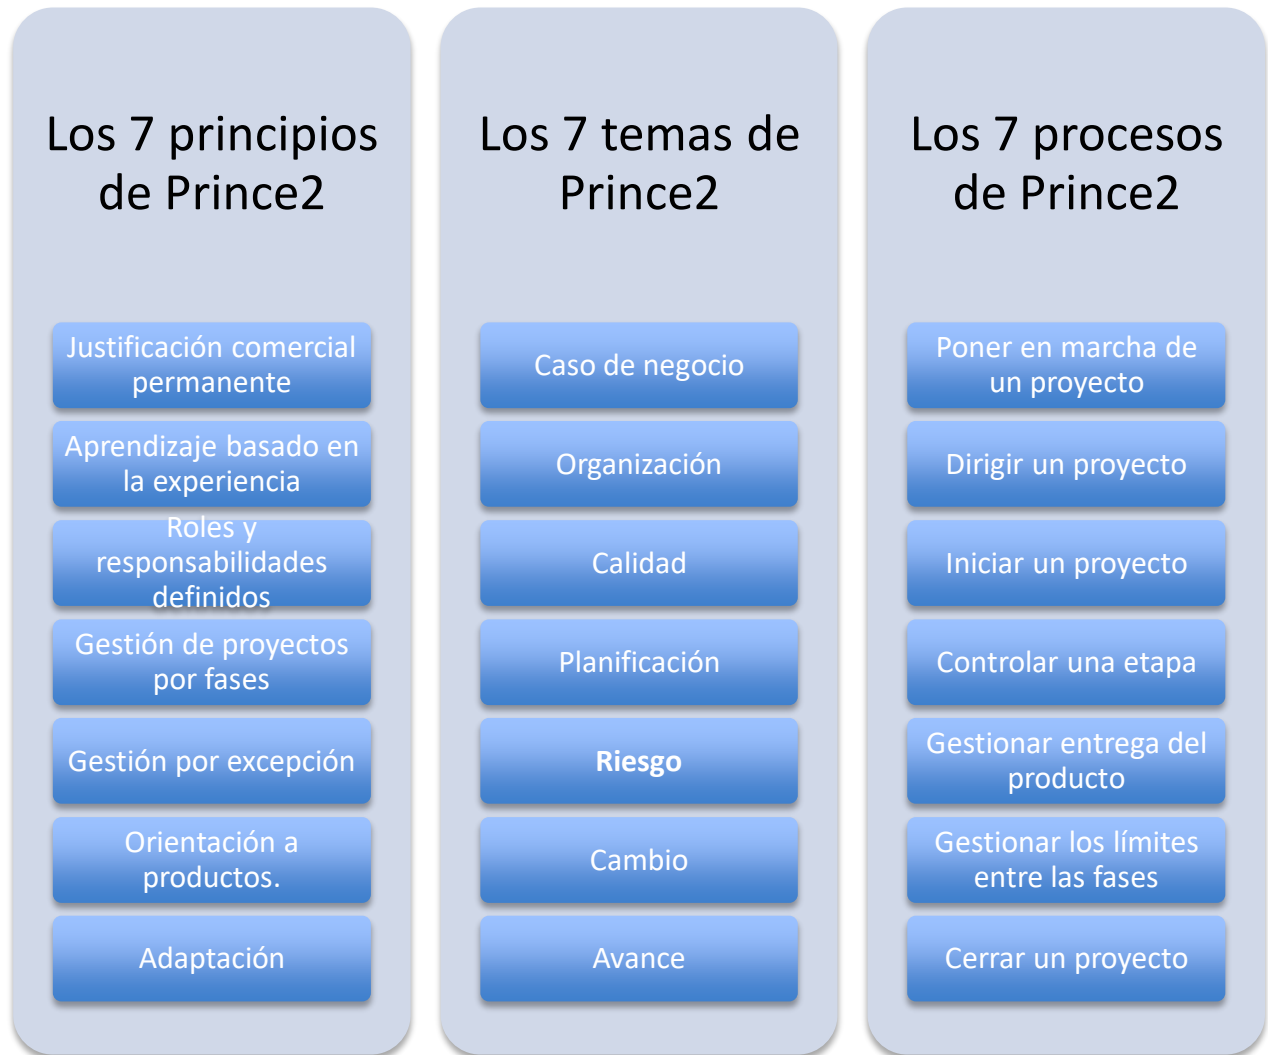 Los 7 principios
de Prince2
Justificación comercial
permanente
Aprendizaje basado en
la experiencia
Roles y
responsabilidades
definidos
Gestión de proyectos
por fases
Gestión por excepción
Orientación a
productos.
Adaptación
Los 7 temas de
Prince2
Caso de negocio
Organización
Calidad
Planificación
Riesgo
Cambio
Avance
Los 7 procesos
de Prince2
Poner en marcha de
un proyecto
Dirigir un proyecto
Iniciar un proyecto
Controlar una etapa
Gestionar entrega del
producto
Gestionar los límites
entre las fases
Cerrar un proyecto